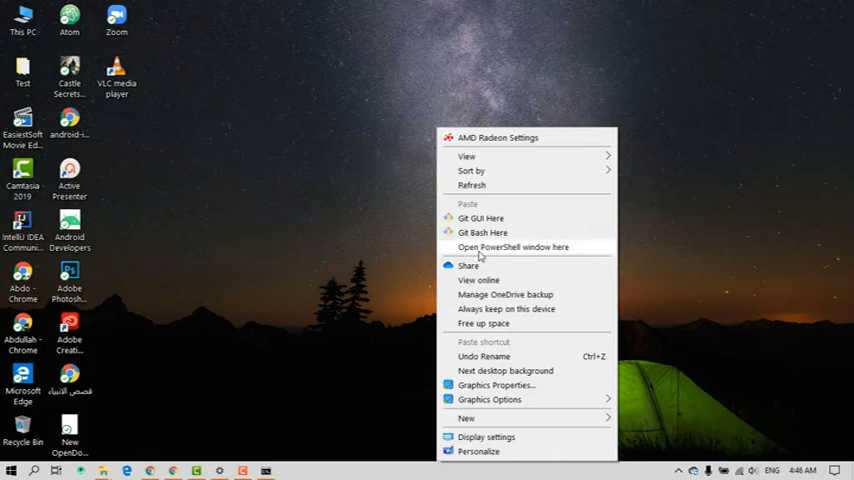 This PC
Atom
Zoom
Test
Castle
Secrets...
VLC media
player
EasiestSoft
Movie Ed...
android-i...
Camtasia
2019
Active
Presenter
IntelliJ IDEA
Communi...
Android
Developers
Abdo -
Chrome
Adobe
Photosh...
Abdullah -
Chrome
Adobe
Creati...
Microsoft
Edge
قصص الانبياء
Recycle Bin
New
OpenDo...
AMD Radeon Settings
View
Sort by
Refresh
Paste
Git GUI Here
Git Bash Here
Open PowerShell window here
Share
View online
Manage OneDrive backup
Always keep on this device
Free up space
Paste shortcut
Undo Rename Ctrl+Z
Next desktop background
Graphics Properties...
Graphics Options
New
Display settings
Personalize
ENG 4:46 AM